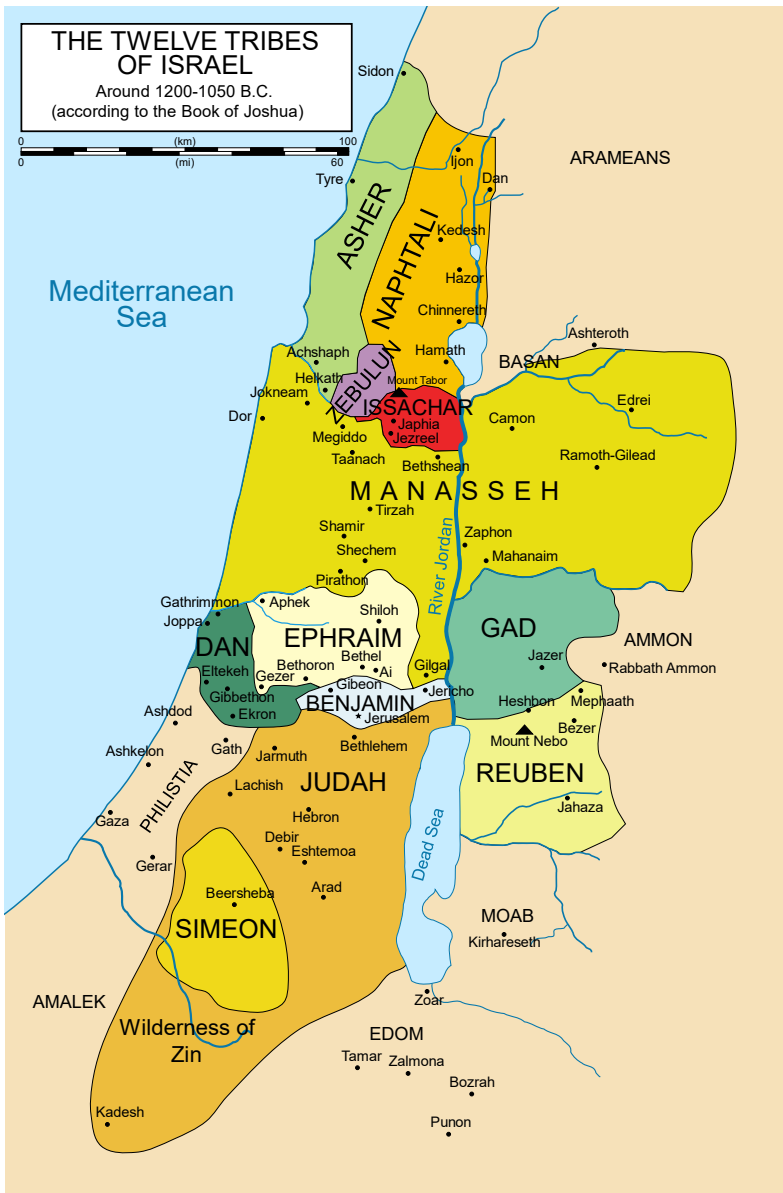 THE TWELVE TRIBES
OF ISRAEL
Around 1200-1050 B.C.
(according to the Book of Joshua)
0 (km) 100
0 (mi) 60
Sidon
ARAMEANS
Ijon
Tyre
Dan
ASHER
NAPHTALI
Kedesh
Hazor
Mediterranean
Sea
Chinnereth
Ashteroth
Achshaph
Hamath
BASAN
Helkath
ZEBULUN
Mount Tabor
Jokneam
ISSACHAR
Edrei
Dor
Japhia
Camon
Megiddo
Jezreel
Taanach
Bethshean
Ramoth-Gilead
MANASSEH
Tirzah
Shamir
River Jordan
Zaphon
Shechem
Mahanaim
Pirathon
Gathrimmon
Aphek
Joppa
Shiloh
EPHRAIM
GAD
DAN
AMMON
Bethel
Jazer
Rabbath Ammon
Eltekeh
Bethoron
Ai
Gilgal
Gezer
Gibbethon
Gibeon
Jericho
Mephaath
BENJAMIN
Heshbon
Ashdod
Ekron
Jerusalem
Bezer
Gath
Bethlehem
Mount Nebo
Ashkelon
Jarmuth
PHILISTIA
JUDAH
REUBEN
Lachish
Jahaza
Gaza
Hebron
Dead Sea
Debir
Gerar
Eshtemoa
Beersheba
Arad
SIMEON
MOAB
Kirhareseth
AMALEK
Zoar
Wilderness of
Zin
EDOM
Tamar
Zalmona
Bozrah
Kadesh
Punon